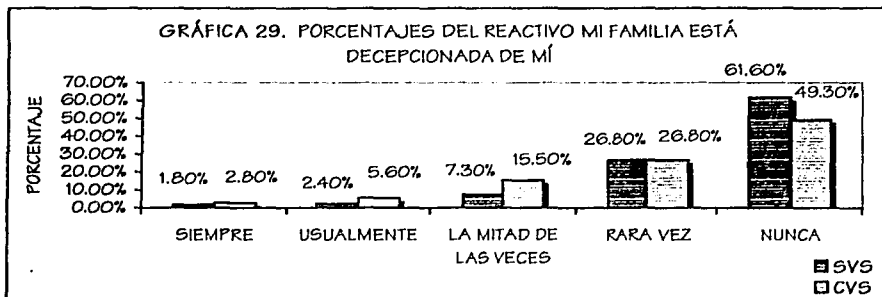 GRÁFICA 29. PORCENTAJES DEL REACTIVO MI FAMILIA ESTÁ
DECEPCIONADA DE MÍ
PORCENTAJE
70.00%
60.00%
50.00%
40.00%
30.00%
20.00%
10.00%
0.00%
1.80% 2.80%
2.40% 5.60%
7.30% 15.50%
26.80% 26.80%
61.60% 49.30%
SIEMPRE USUALMENTE LA MITAD DE RARA VEZ NUNCA
LAS VECES
SVS
CVS